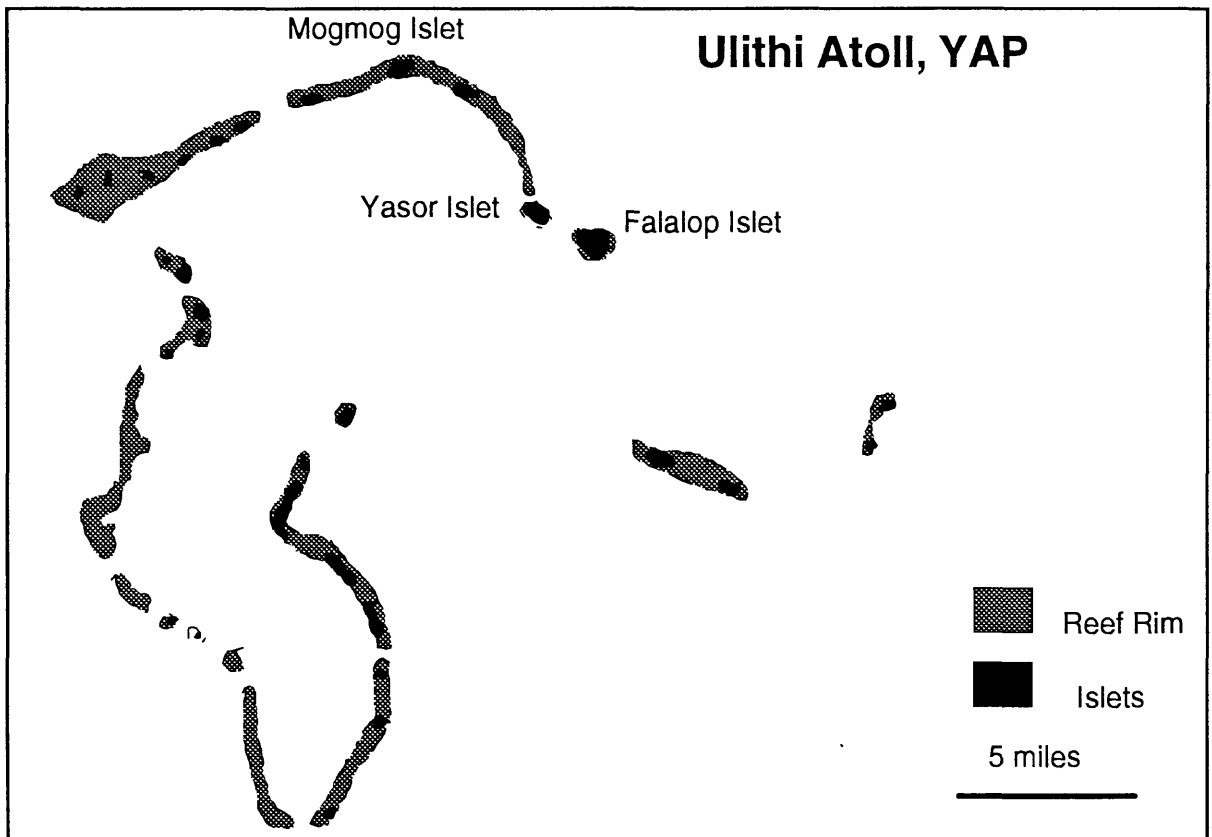 Mogmog Islet
Ulithi Atoll, YAP
Yasor Islet
Falalop Islet
Reef Rim
Islets
5 miles